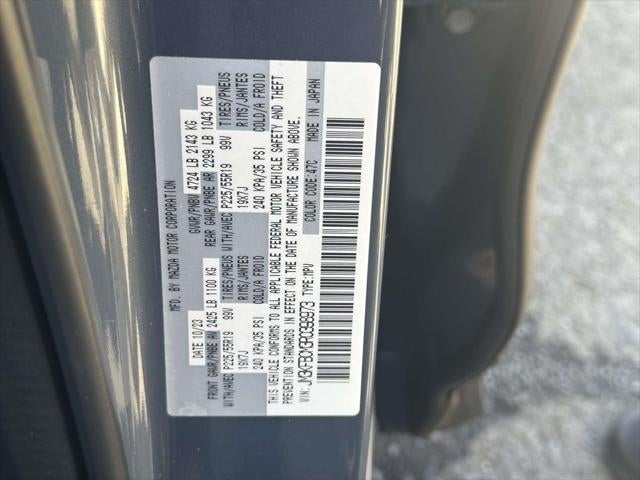 MFD. BY MAZDA MOTOR CORPORATION
DATE 10/23 GVWR/PNBV 4724 LB 2143 KG
FRONT GAWR/PNBE AV 2425 LB 1100 KG REAR GAWR/PNBE AR 2299 LB 1043 KG
WITH/AVEC P225/55R19 99V TIRES/PNEUS WITH/AVEC P225/55R19 99V TIRES/PNEUS
19X7J RIMS/JANTES 19X7J RIMS/JANTES
240 KPA/35 PSI COLD/A FROID 240 KPA/35 PSI COLD/A FROID
THIS VEHICLE CONFORMS TO ALL APPLICABLE FEDERAL MOTOR VEHICLE SAFETY AND THEFT
PREVENTION STANDARDS IN EFFECT ON THE DATE OF MANUFACTURE SHOWN ABOVE.
VIN: TYPE:MPV COLOR CODE:47C MADE IN JAPAN